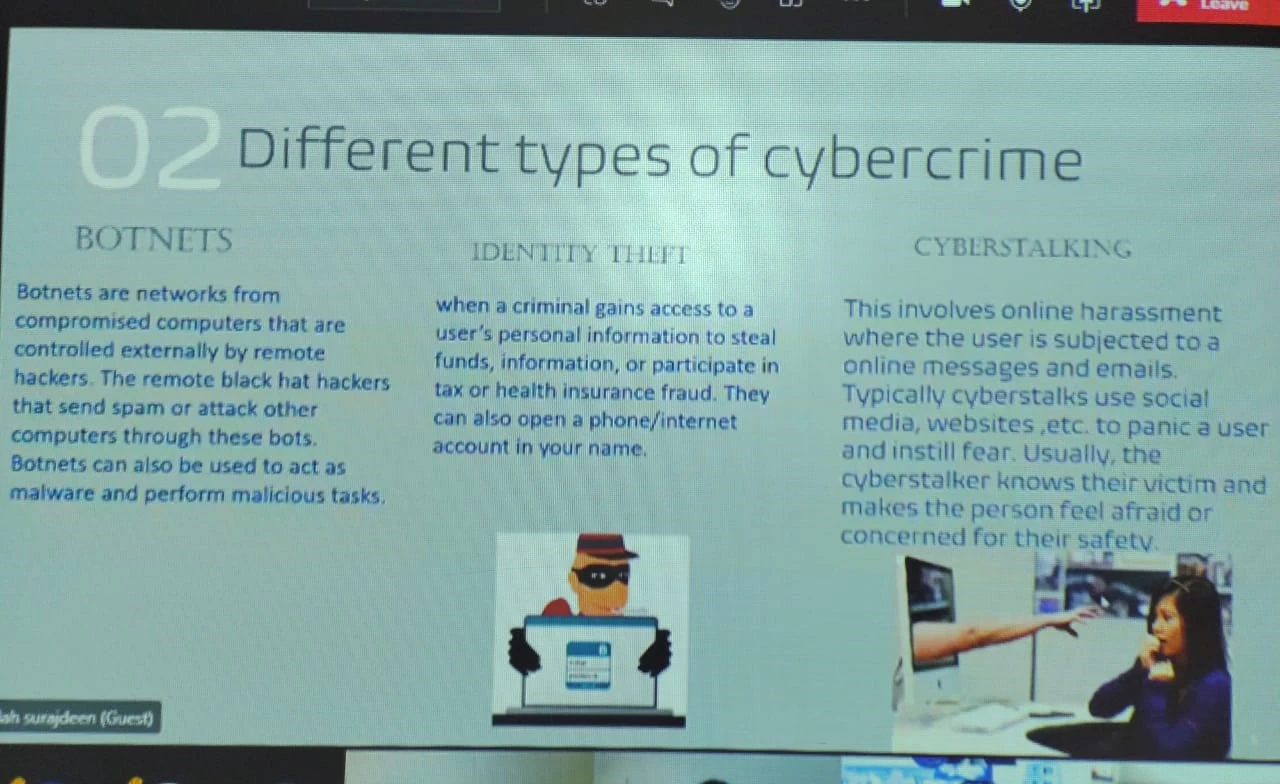 Leave
02 Different types of cybercrime
BOTNETS
Botnets are networks from
compromised computers that are
controlled externally by remote
hackers. The remote black hat hackers
that send spam or attack other
computers through these bots.
Botnets can also be used to act as
malware and perform malicious tasks.
IDENTITY THEFT
when a criminal gains access to a
user's personal information to steal
funds, information, or participate in
tax or health insurance fraud. They
can also open a phone/internet
account in your name.
CYBERSTALKING
This involves online harassment
where the user is subjected to a
online messages and emails.
Typically cyberstalks use social
media, websites ,etc. to panic a user
and instill fear. Usually, the
cyberstalker knows their victim and
makes the person feel afraid or
concerned for their safety.
surajdeen (Guest)